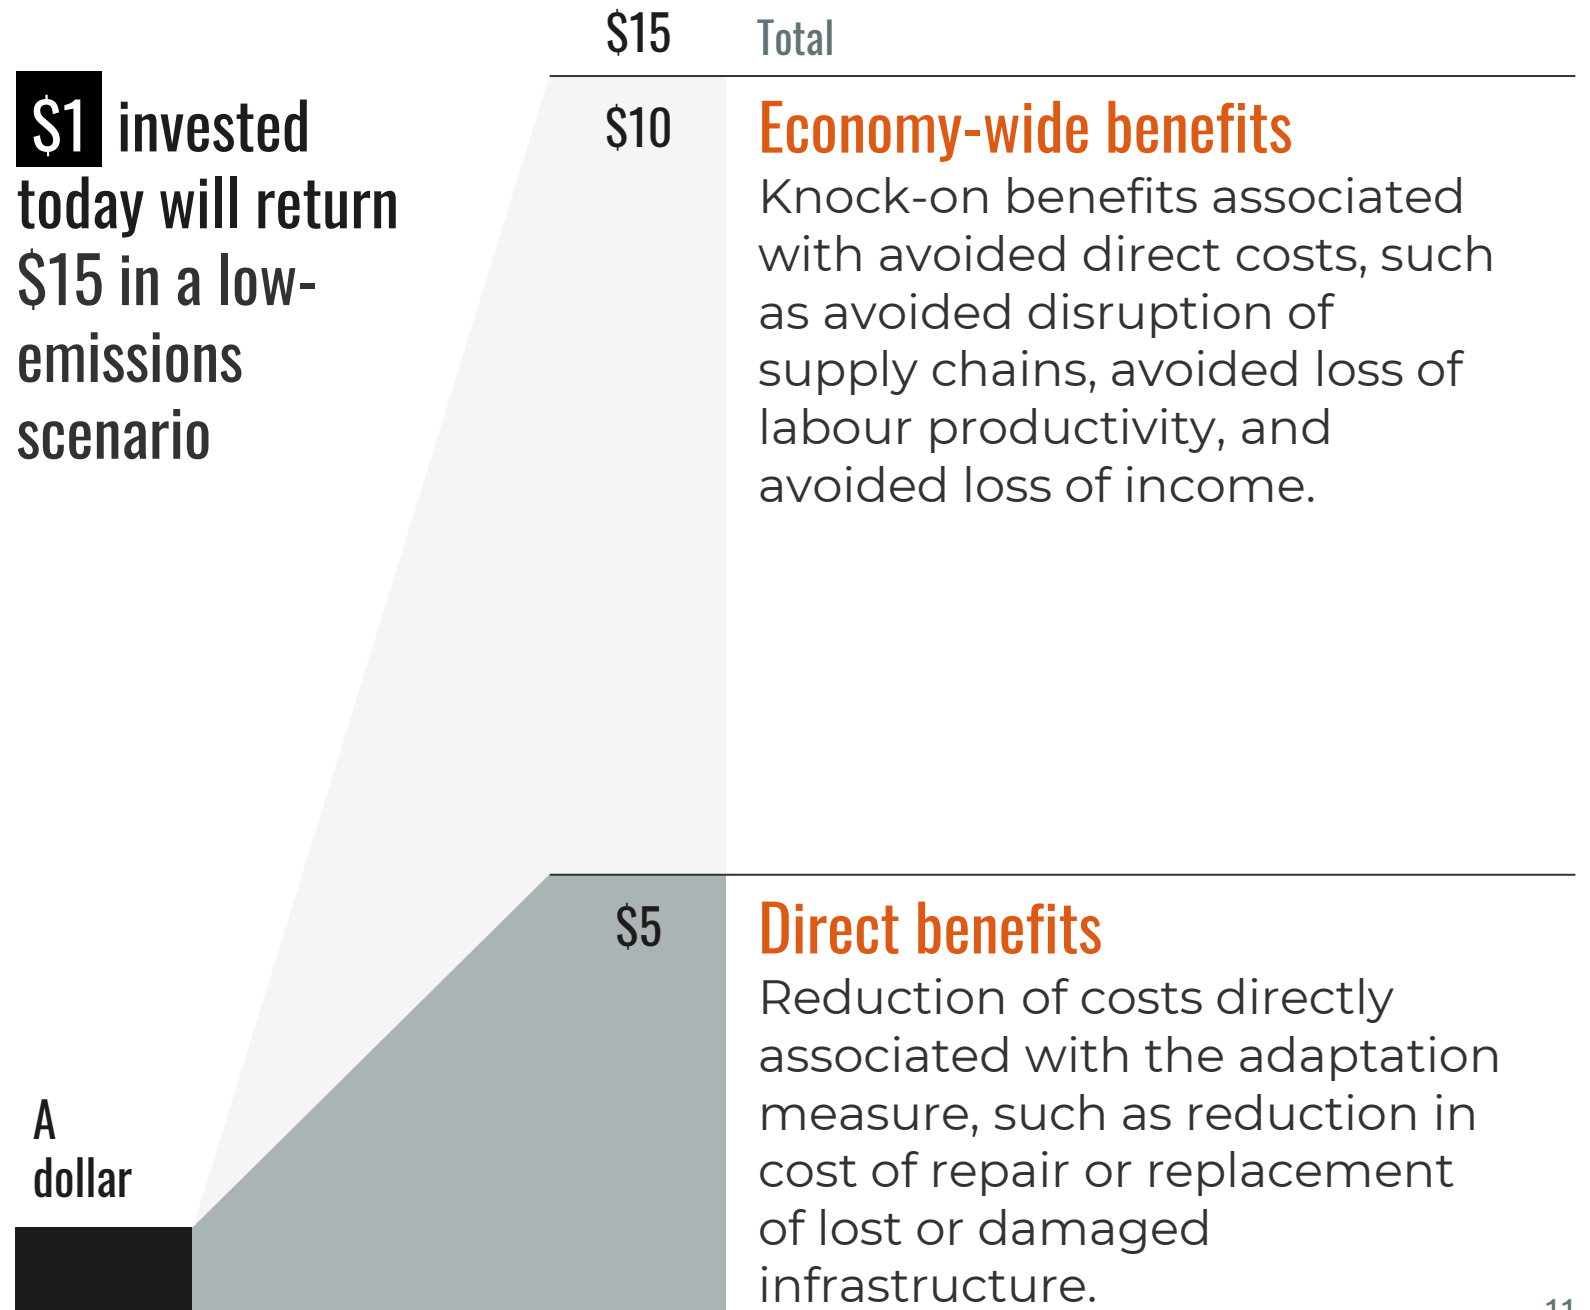 $15 Total
$1 invested
today will return
$15 in a low-
emissions
scenario
$10 Economy-wide benefits
Knock-on benefits associated
with avoided direct costs, such
as avoided disruption of
supply chains, avoided loss of
labour productivity, and
avoided loss of income.
$5 Direct benefits
Reduction of costs directly
associated with the adaptation
measure, such as reduction in
cost of repair or replacement
of lost or damaged
infrastructure.
A
dollar
11